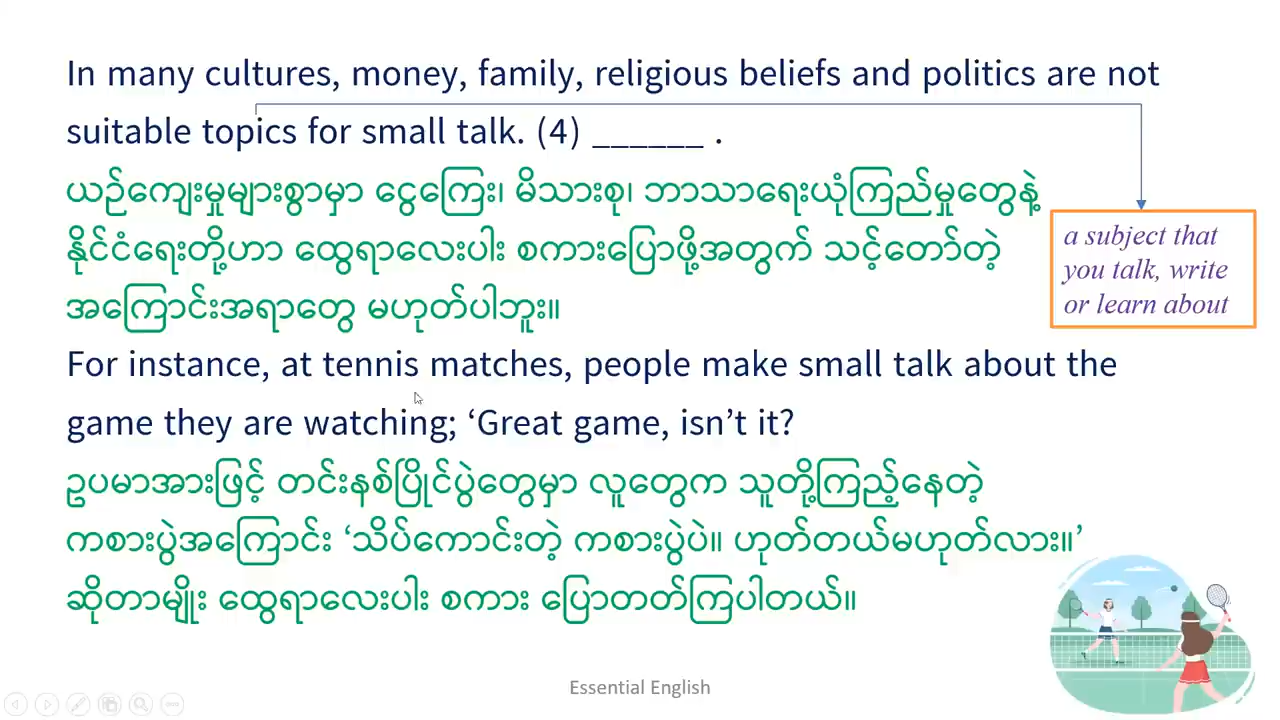 In many cultures, money, family, religious beliefs and politics are not
suitable topics for small talk. (4) ______ .
ယဉ်ကျေးမှုများစွာမှာ ငွေကြေး၊ မိသားစု၊ ဘာသာရေးယုံကြည်မှုတွေနဲ့
နိုင်ငံရေးတို့ဟာ ထွေရာလေးပါး စကားပြောဖို့အတွက် သင့်တော်တဲ့
အကြောင်းအရာတွေ မဟုတ်ပါဘူး။
a subject that
you talk, write
or learn about
For instance, at tennis matches, people make small talk about the
game they are watching; ‘Great game, isn’t it?
ဥပမာအားဖြင့် တင်းနစ်ပြိုင်ပွဲတွေမှာ လူတွေက သူတို့ကြည့်နေတဲ့
ကစားပွဲအကြောင်း ‘သိပ်ကောင်းတဲ့ ကစားပွဲပဲ။ ဟုတ်တယ်မဟုတ်လား။’
ဆိုတာမျိုး ထွေရာလေးပါး စကား ပြောတတ်ကြပါတယ်။
Essential English